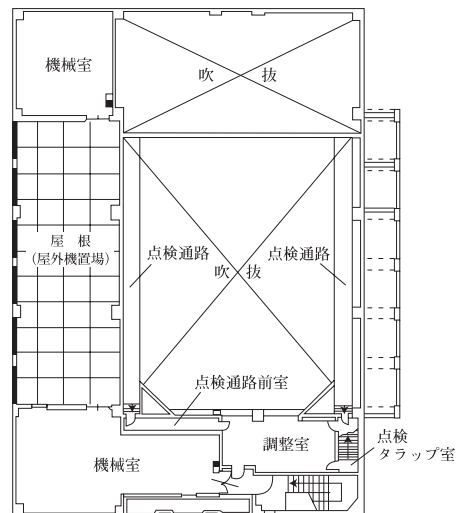 機械室
吹 抜
屋 根
(屋外機置場)
点検通路
点検通路
吹 抜
点検通路前室
調整室
点検
タラップ室
機械室